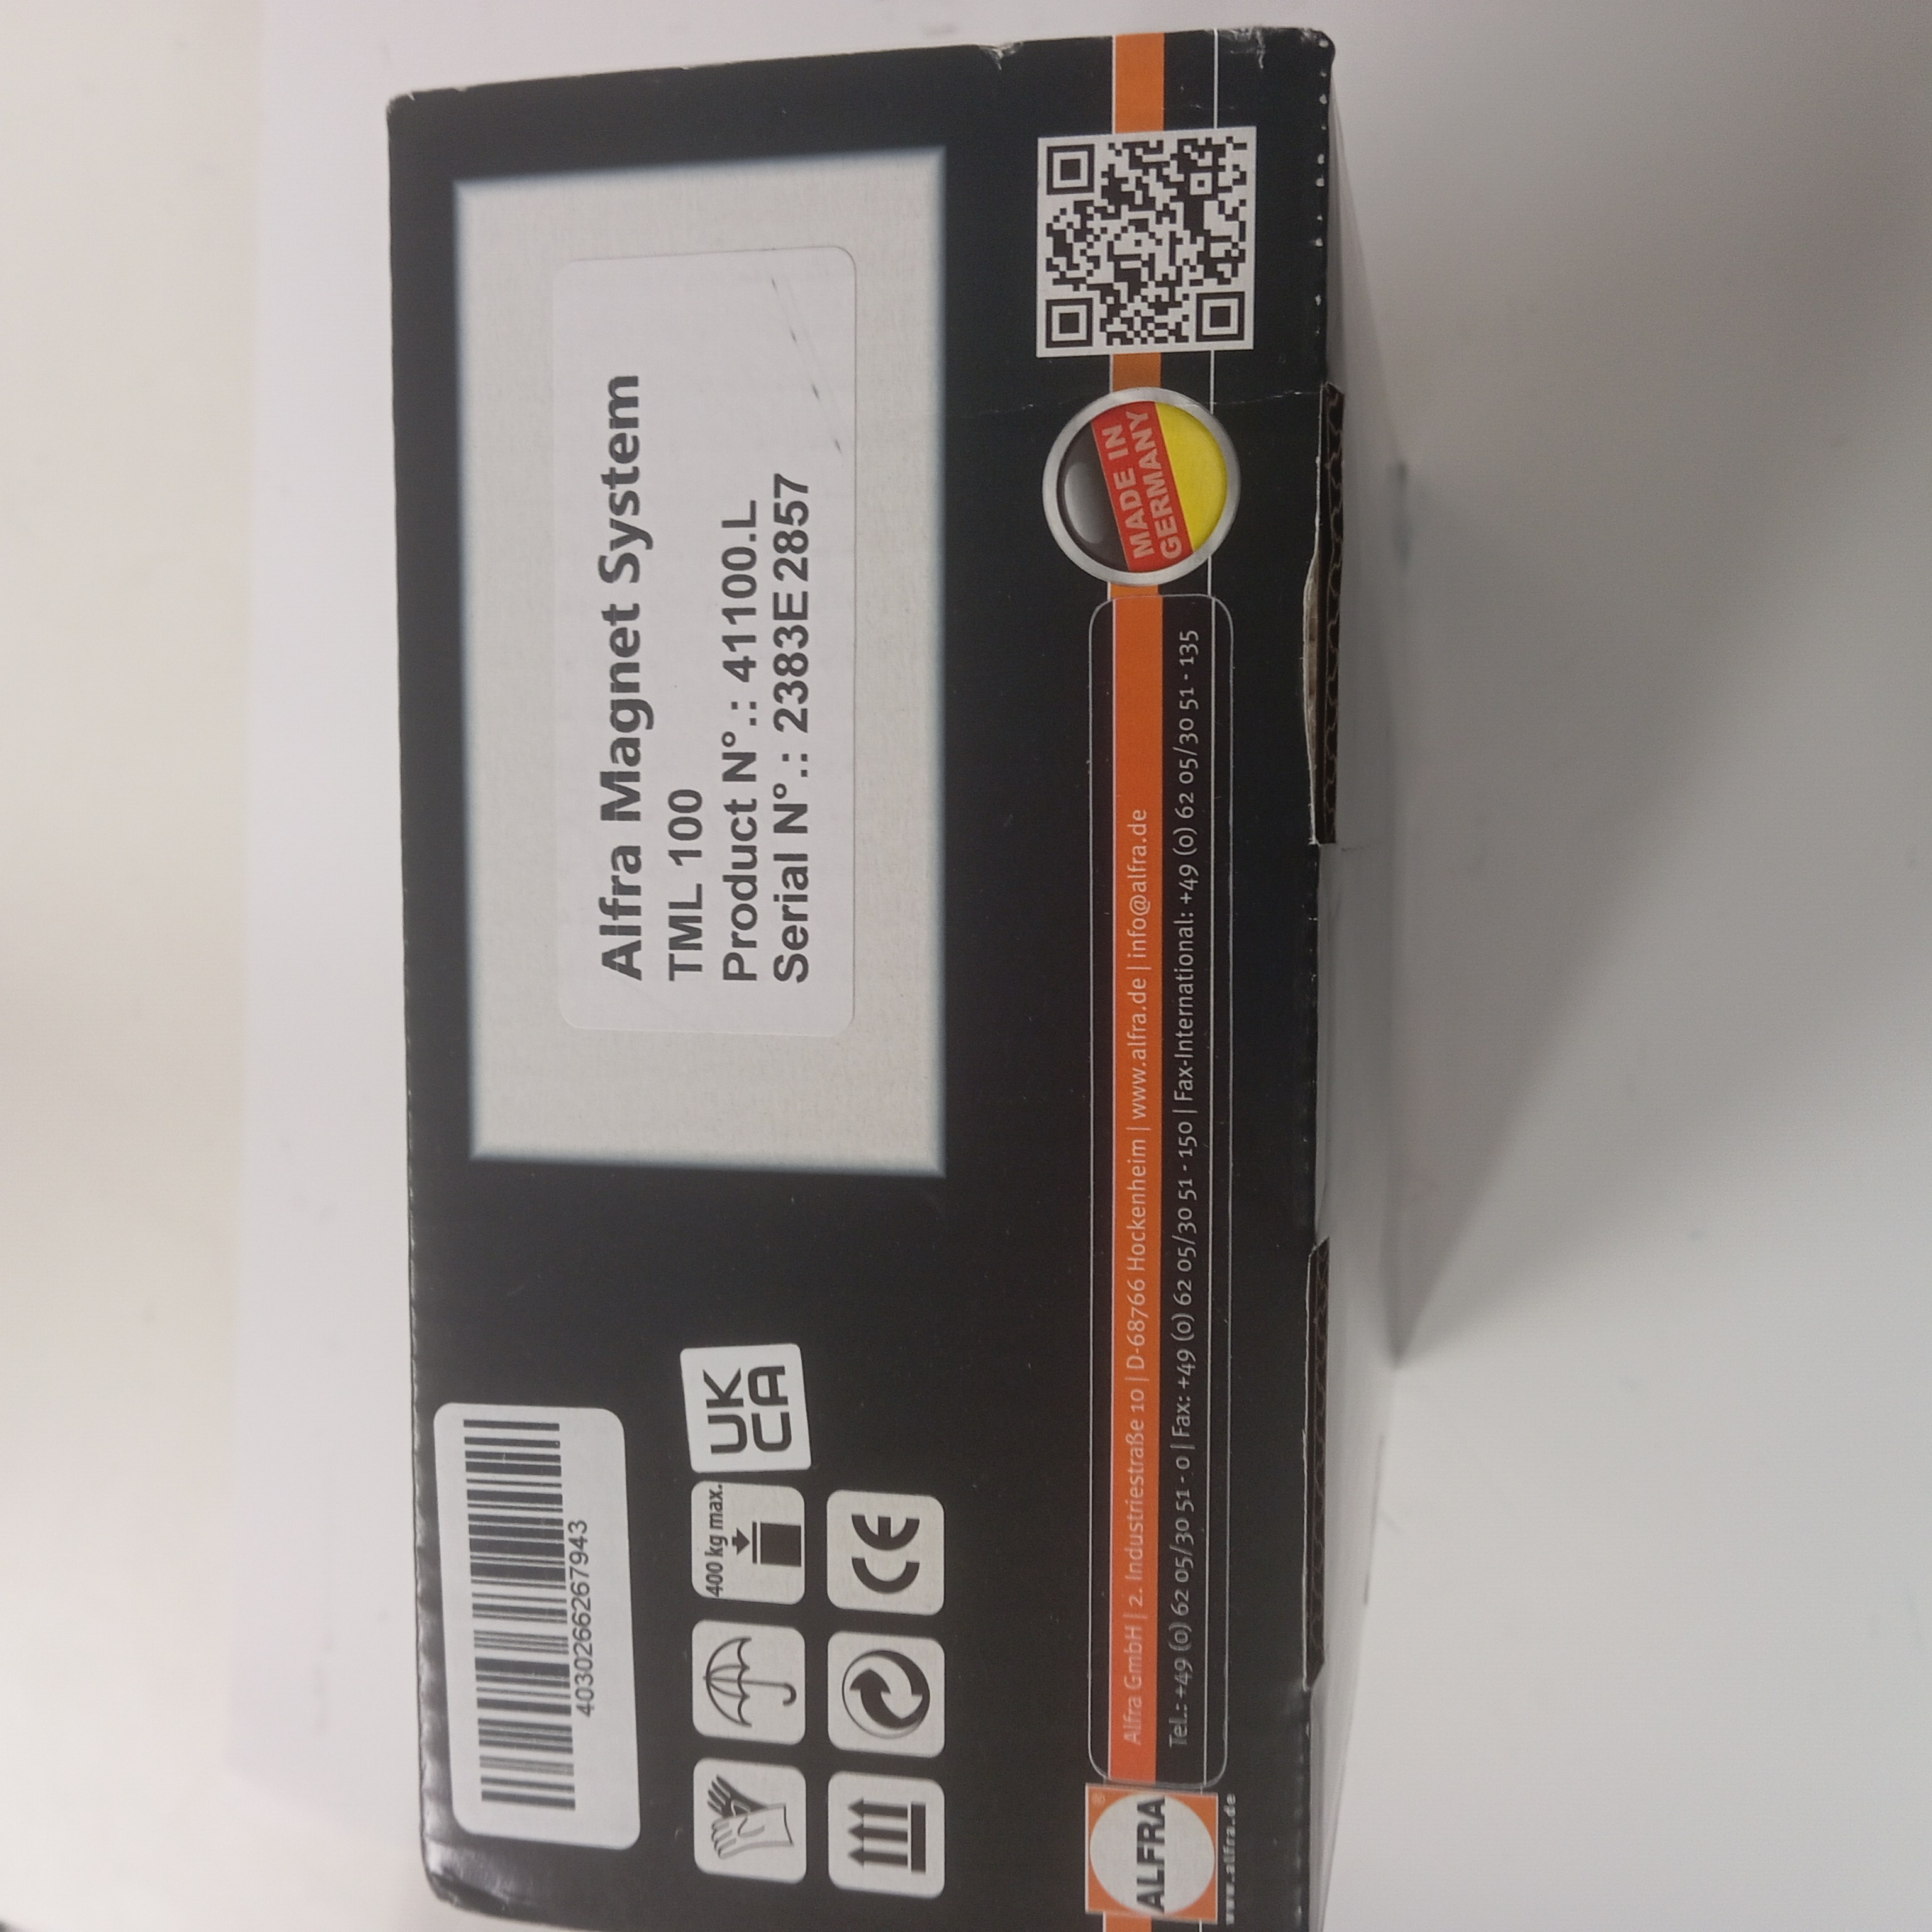 4030266267943
400 kg max.
UK
CA
CE
Alfra Magnet System
TML 100
Product N°.: 41100.L
Serial N°.: 2383E2857
ALFRA
®
www.alfra.de
Alfra GmbH | 2. Industriestraße 10 | D-68766 Hockenheim | www.alfra.de | info@alfra.de
Tel.: +49 (0) 62 05/30 51 - 0 | Fax: +49 (0) 62 05/30 51 - 150 | Fax-International: +49 (0) 62 05/30 51 - 135
MADE IN
GERMANY